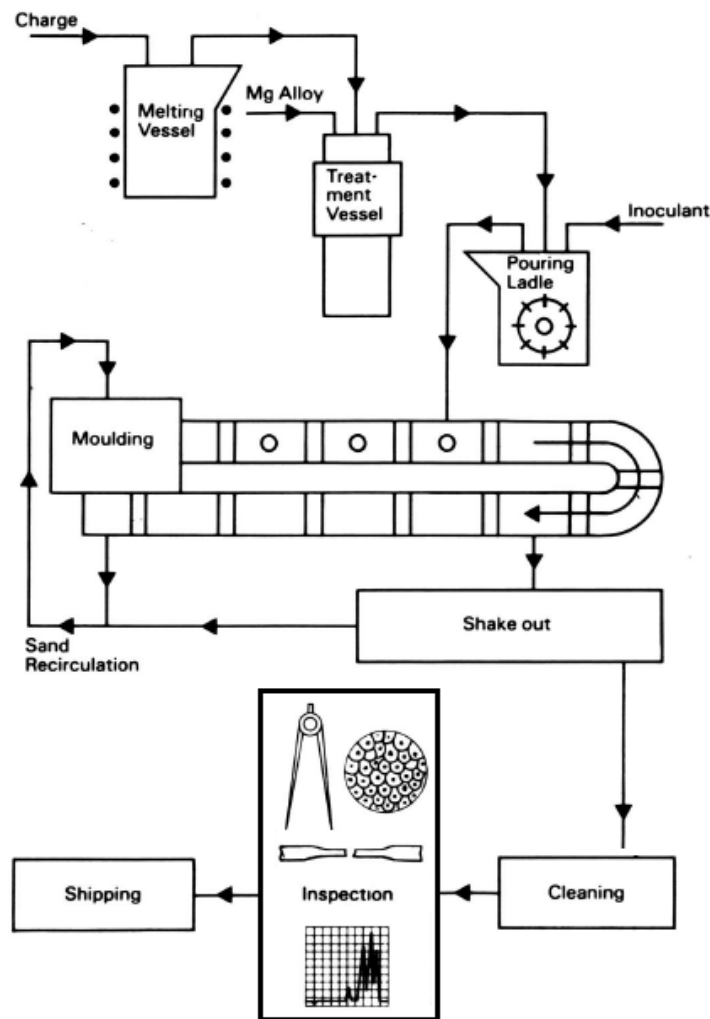 Charge
Melting
Vessel
Mg Alloy
Treat-
ment
Vessel
Inoculant
Pouring
Ladle
Moulding
Shake out
Sand
Recirculation
Shipping
Inspection
Cleaning